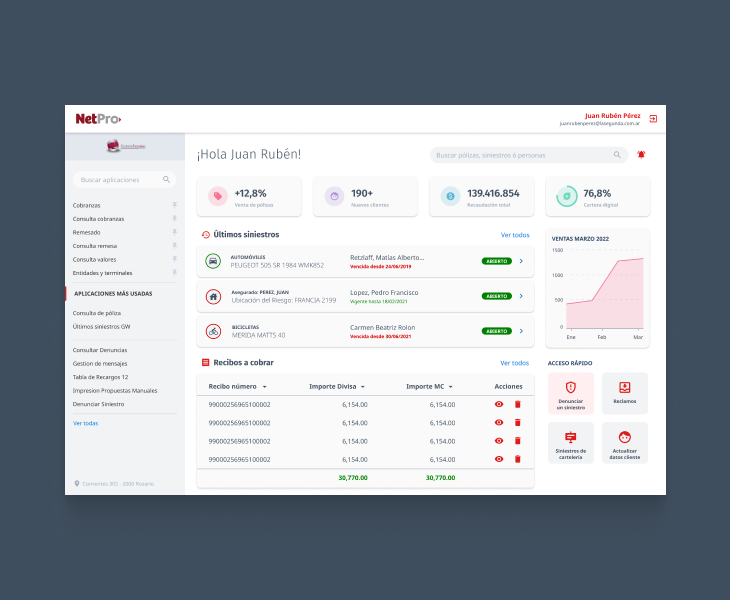 NetPro
Juan Rubén Pérez
juanrubenperez@lasegunda.com.ar
Buscar aplicaciones
Cobranzas
Consulta cobranzas
Remesado
Consulta remesa
Consulta valores
Entidades y terminales
APLICACIONES MÁS USADAS
Consulta de póliza
Últimos siniestros GW
Consultar Denuncias
Gestion de mensajes
Tabla de Recargos 12
Impresion Propuestas Manuales
Denunciar Siniestro
Ver todas
Rosario
¡Hola Juan Rubén!
Buscar pólizas, siniestros ó personas
+12,8%
Venta de pólizas
190+
Nuevos clientes
139.416.854
Recaudación total
76,8%
Cartera digital
Últimos siniestros
Ver todos
AUTOMÓVILES
PEUGEOT 505 SR 1984 WMK852
Retzlaff, Matías Alberto...
Vencida desde 24/06/2019
ABIERTO
Asegurado: PEREZ, JUAN
Ubicación del Riesgo: FRANCIA 2199
Lopez, Pedro Francisco
Vigente hasta 18/02/2021
ABIERTO
BICICLETAS
MERIDA MATTS 40
Carmen Beatriz Rolon
Vencida desde 30/06/2021
ABIERTO
Recibos a cobrar
Ver todos
Recibo número Importe Divisa Importe MC Acciones
99000256965100002 6,154.00 6,154.00
99000256965100002 6,154.00 6,154.00
99000256965100002 6,154.00 6,154.00
99000256965100002 6,154.00 6,154.00
30,770.00 30,770.00
VENTAS MARZO 2022
1500
1000
500
0
Ene Feb Mar
ACCESO RÁPIDO
Denunciar
un siniestro
Reclamos
Siniestros de
cartelería
Actualizar
datos cliente